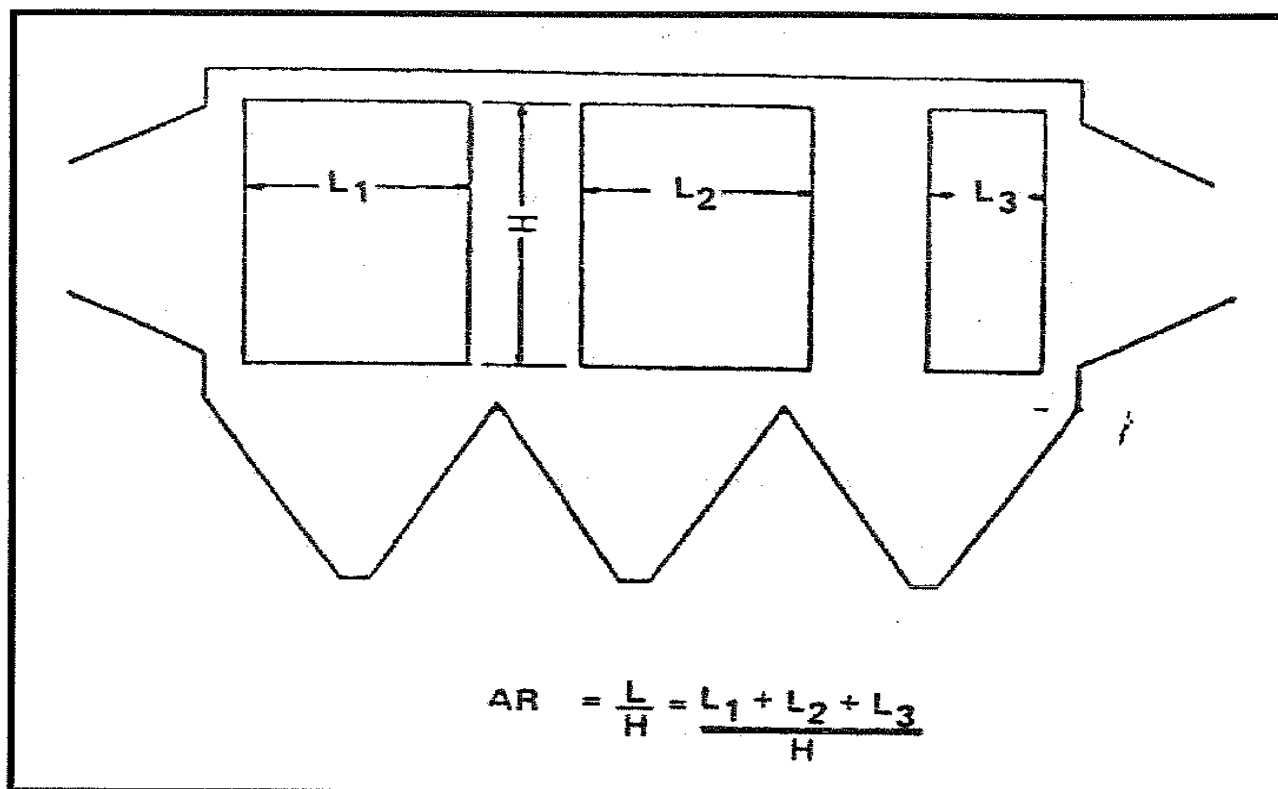 L₁
H
L₂
L₃
AR = L/H = L₁ + L₂ + L₃ / H